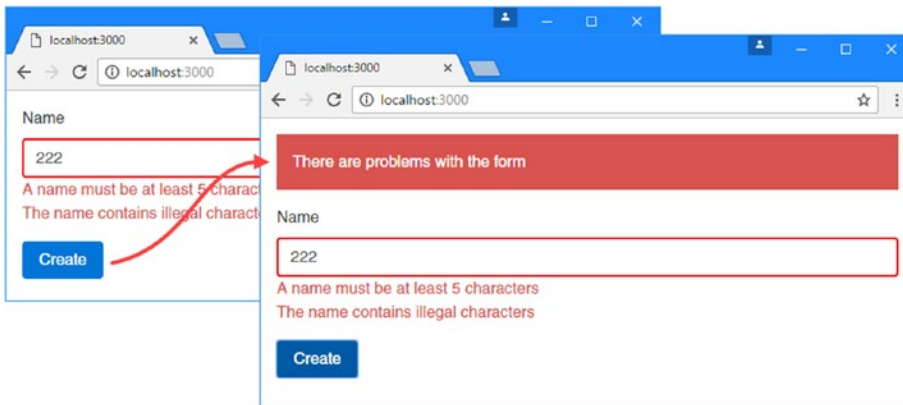 localhost:3000
localhost:3000
Name
222
A name must be at least 5 charac
The name contains illegal charact
Create
localhost:3000
localhost:3000
There are problems with the form
Name
222
A name must be at least 5 characters
The name contains illegal characters
Create